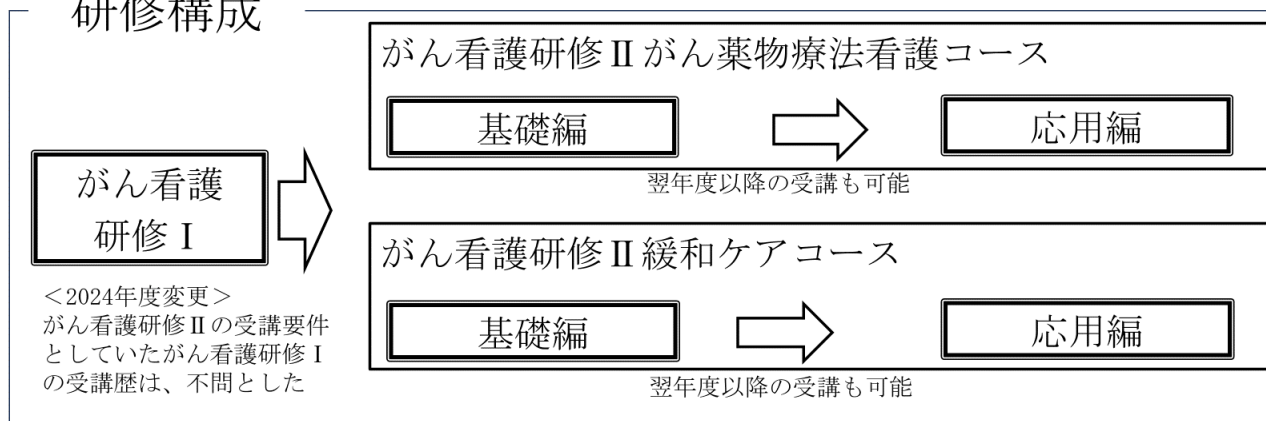 研修構成
がん看護
研修Ⅰ
＜2024年度変更＞
がん看護研修Ⅱの受講要件
としていたがん看護研修Ⅰ
の受講歴は、不問とした
がん看護研修Ⅱがん薬物療法看護コース
基礎編
応用編
翌年度以降の受講も可能
がん看護研修Ⅱ緩和ケアコース
基礎編
応用編
翌年度以降の受講も可能